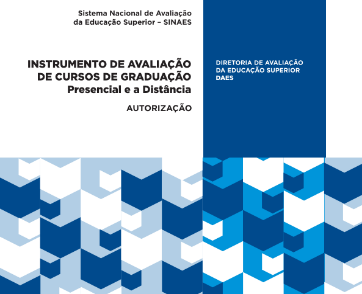 Sistema Nacional de Avaliação
da Educação Superior – SINAES
INSTRUMENTO DE AVALIAÇÃO
DE CURSOS DE GRADUAÇÃO
Presencial e a Distância
AUTORIZAÇÃO
DIRETORIA DE AVALIAÇÃO
DA EDUCAÇÃO SUPERIOR
DAES